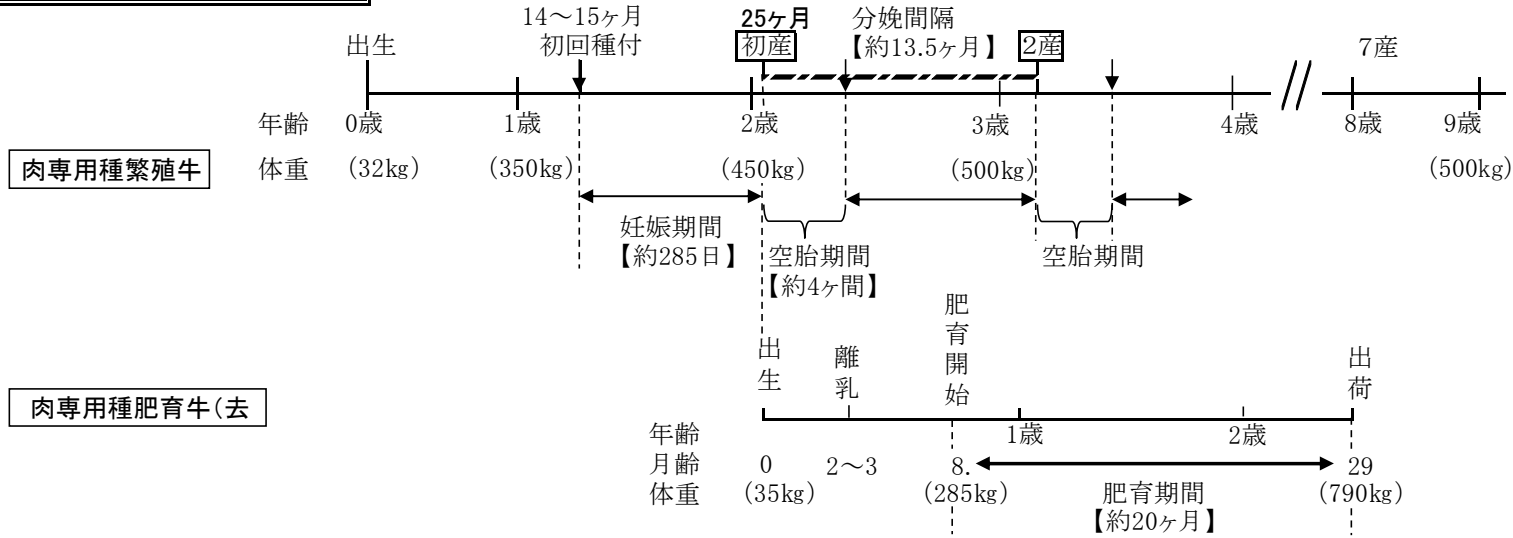 14～15ヶ月
初回種付
25ヶ月
初産
分娩間隔
【約13.5ヶ月】
2産
7産
出生
年齢 0歳 1歳 2歳 3歳 4歳 8歳 9歳
肉専用種繁殖牛
体重 (32kg) (350kg) (450kg) (500kg) (500kg)
妊娠期間
【約285日】
空胎期間
【約4ヶ間】
空胎期間
出生
離乳
肥育開始
出荷
肉専用種肥育牛(去
年齢 1歳 2歳
月齢 0 2～3 8. 29
体重 (35kg) (285kg) (790kg)
肥育期間
【約20ヶ月】